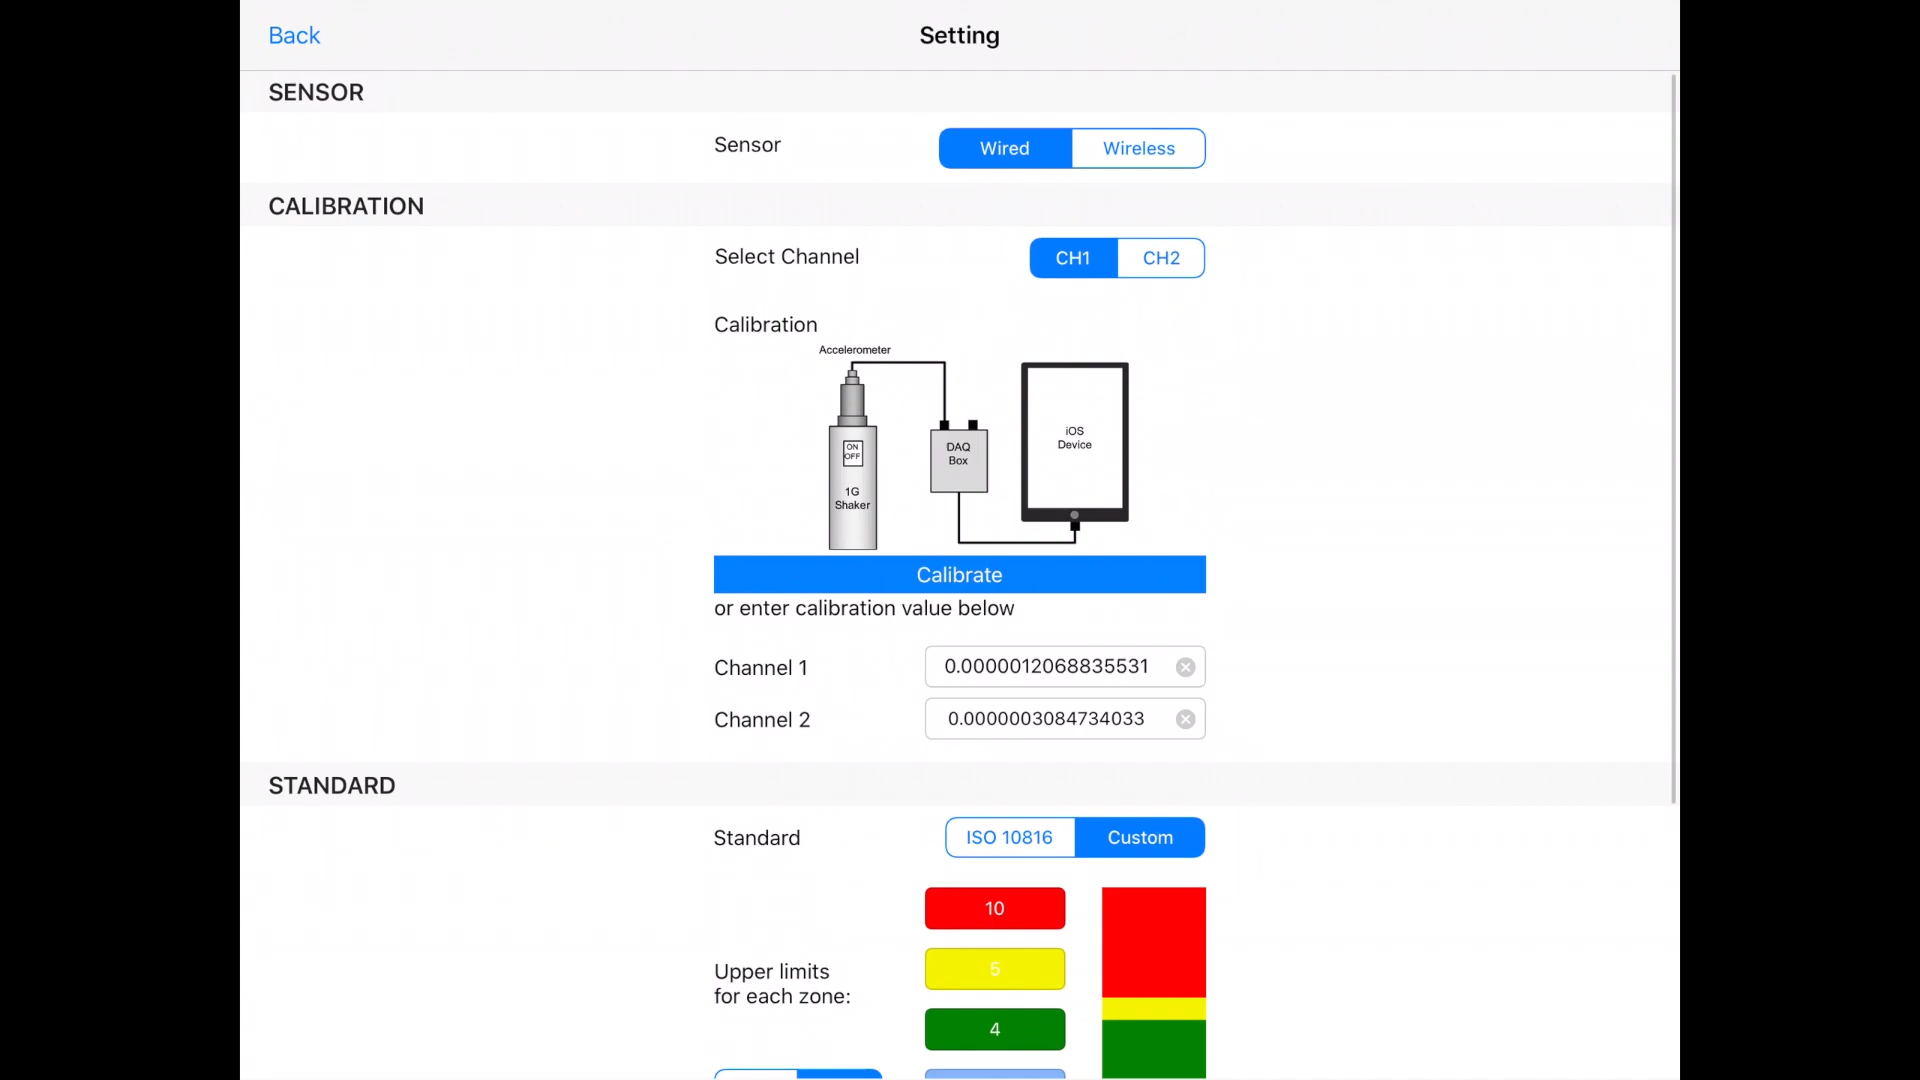 Back
Setting
SENSOR
Sensor
Wired
Wireless
CALIBRATION
Select Channel
CH1
CH2
Calibration
Accelerometer
ON
OFF
1G
Shaker
DAQ
Box
iOS
Device
Calibrate
or enter calibration value below
Channel 1
0.0000012068835531
Channel 2
0.0000003084734033
STANDARD
Standard
ISO 10816
Custom
10
5
Upper limits
for each zone:
4